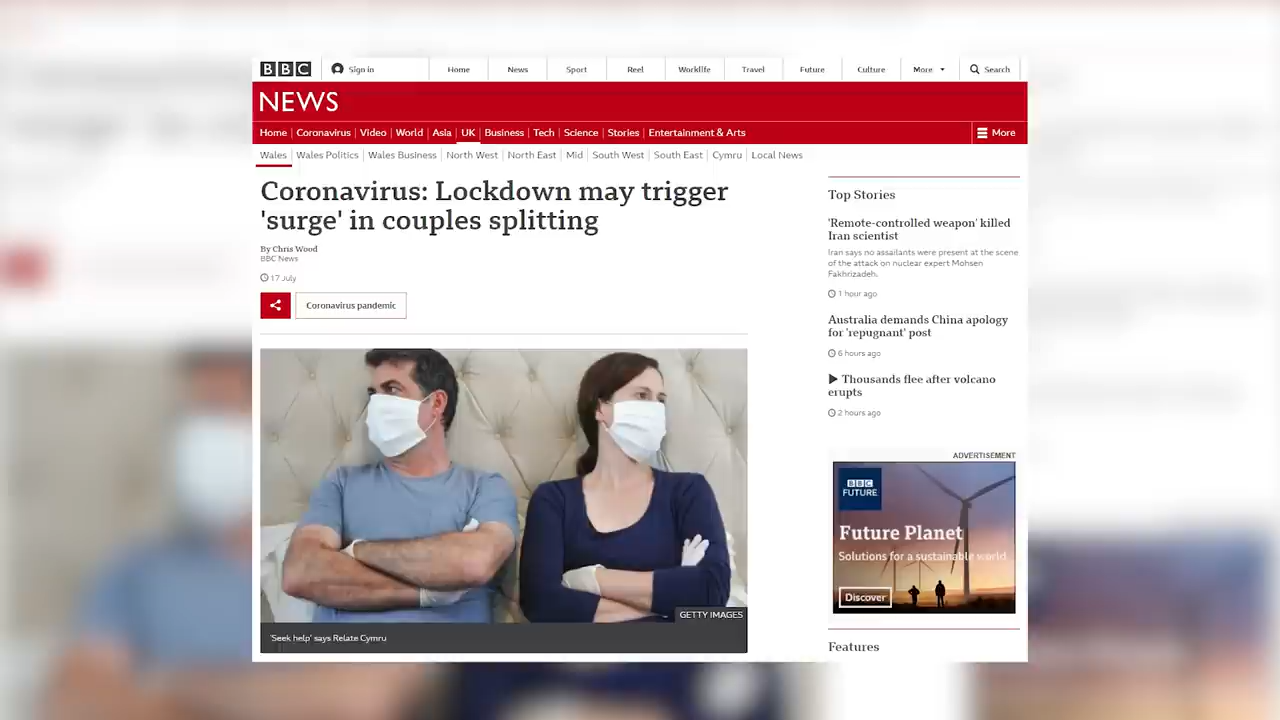 BBC
Sign in
Home
News
Sport
Reel
Worklife
Travel
Future
Culture
More
Search
NEWS
Home
Coronavirus
Video
World
Asia
UK
Business
Tech
Science
Stories
Entertainment & Arts
More
Wales
Wales Politics
Wales Business
North West
North East
Mid
South West
South East
Cymru
Local News
Coronavirus: Lockdown may trigger
'surge' in couples splitting
By Chris Wood
BBC News
17 July
Coronavirus pandemic
GETTY IMAGES
'Seek help' says Relate Cymru
Top Stories
'Remote-controlled weapon' killed
Iran scientist
Iran says no assailants were present at the scene
of the attack on nuclear expert Mohsen
Fakhrizadeh.
1 hour ago
Australia demands China apology
for 'repugnant' post
6 hours ago
Thousands flee after volcano
erupts
2 hours ago
ADVERTISEMENT
BBC
FUTURE
Future Planet
Solutions for a sustainable world
Discover
Features